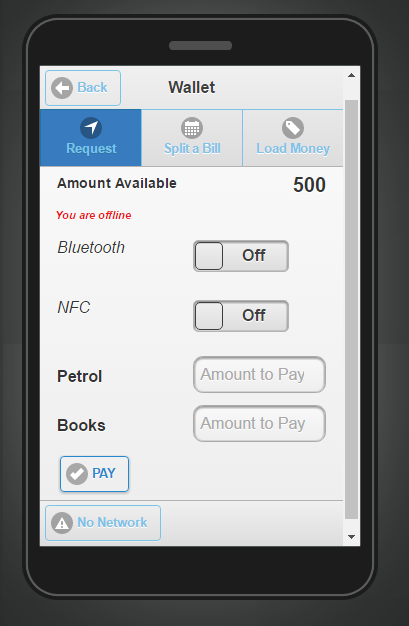 Back
Wallet
Request
Split a Bill
Load Money
Amount Available 500
You are offline
Bluetooth Off
NFC Off
Petrol Amount to Pay
Books Amount to Pay
PAY
No Network